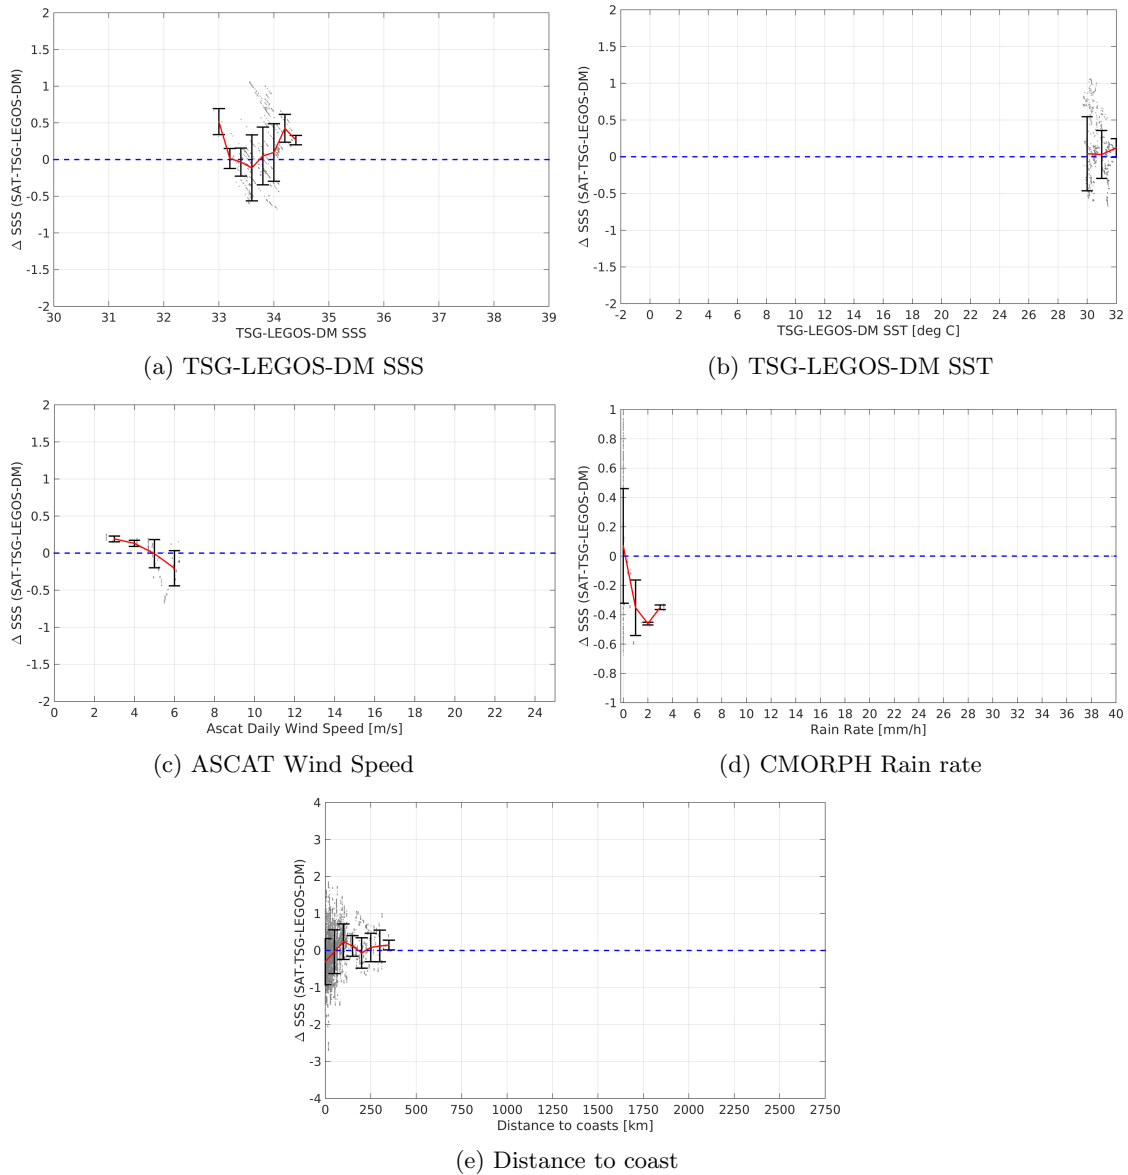 2
1.5
1
0.5
0
-0.5
-1
-1.5
-2
Δ SSS (SAT-TSG-LEGOS-DM)
30 31 32 33 34 35 36 37 38 39
TSG-LEGOS-DM SSS
(a) TSG-LEGOS-DM SSS
2
1.5
1
0.5
0
-0.5
-1
-1.5
-2
Δ SSS (SAT-TSG-LEGOS-DM)
-2 0 2 4 6 8 10 12 14 16 18 20 22 24 26 28 30 32
TSG-LEGOS-DM SST [deg C]
(b) TSG-LEGOS-DM SST
2
1.5
1
0.5
0
-0.5
-1
-1.5
-2
Δ SSS (SAT-TSG-LEGOS-DM)
0 2 4 6 8 10 12 14 16 18 20 22 24
Ascat Daily Wind Speed [m/s]
(c) ASCAT Wind Speed
1
0.8
0.6
0.4
0.2
0
-0.2
-0.4
-0.6
-0.8
-1
Δ SSS (SAT-TSG-LEGOS-DM)
0 2 4 6 8 10 12 14 16 18 20 22 24 26 28 30 32 34 36 38 40
Rain Rate [mm/h]
(d) CMORPH Rain rate
4
3
2
1
0
-1
-2
-3
-4
Δ SSS (SAT-TSG-LEGOS-DM)
0 250 500 750 1000 1250 1500 1750 2000 2250 2500 2750
Distance to coasts [km]
(e) Distance to coast